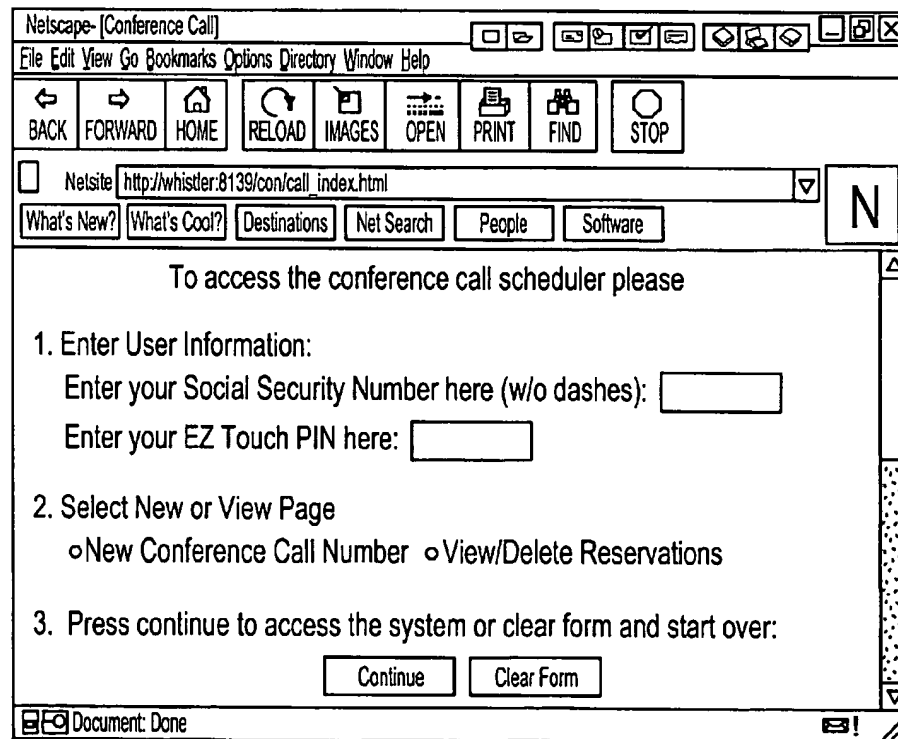 Netscape- [Conference Call]
File Edit View Go Bookmarks Options Directory Window Help
BACK FORWARD HOME RELOAD IMAGES OPEN PRINT FIND STOP
Netsite http://whistler:8139/con/call_index.html
N
What's New? What's Cool? Destinations Net Search People Software
To access the conference call scheduler please
1. Enter User Information:
Enter your Social Security Number here (w/o dashes):
Enter your EZ Touch PIN here:
2. Select New or View Page
New Conference Call Number View/Delete Reservations
3. Press continue to access the system or clear form and start over:
Continue Clear Form
Document: Done